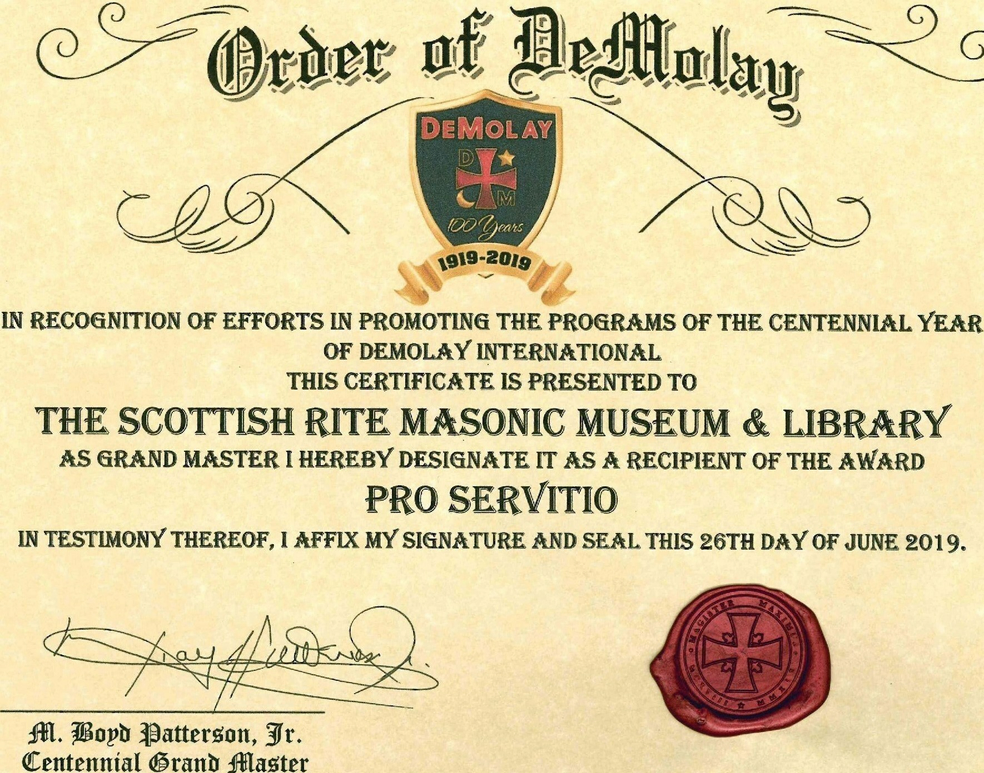 Order of DeMolay
DEMOLAY
D
M
100 Years
1919-2019
IN RECOGNITION OF EFFORTS IN PROMOTING THE PROGRAMS OF THE CENTENNIAL YEAR
OF DEMOLAY INTERNATIONAL
THIS CERTIFICATE IS PRESENTED TO
THE SCOTTISH RITE MASONIC MUSEUM & LIBRARY
AS GRAND MASTER I HEREBY DESIGNATE IT AS A RECIPIENT OF THE AWARD
PRO SERVITIO
IN TESTIMONY THEREOF, I AFFIX MY SIGNATURE AND SEAL THIS 26TH DAY OF JUNE 2019.
MAGISTER
M. Boyd Patterson, Jr.
Centennial Grand Master